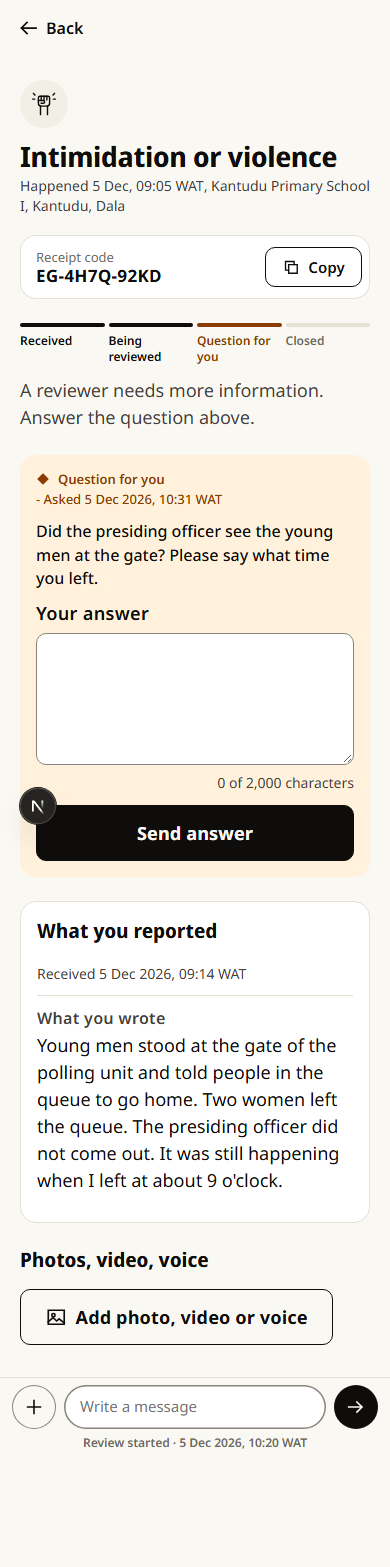 Back
Intimidation or violence
Happened 5 Dec, 09:05 WAT, Kantudu Primary School
I, Kantudu, Dala
Receipt code
EG-4H7Q-92KD
Copy
Received
Being
reviewed
Question for
you
Closed
A reviewer needs more information.
Answer the question above.
Question for you
- Asked 5 Dec 2026, 10:31 WAT
Did the presiding officer see the young
men at the gate? Please say what time
you left.
Your answer
0 of 2,000 characters
N
Send answer
What you reported
Received 5 Dec 2026, 09:14 WAT
What you wrote
Young men stood at the gate of the
polling unit and told people in the
queue to go home. Two women left
the queue. The presiding officer did
not come out. It was still happening
when I left at about 9 o'clock.
Photos, video, voice
Add photo, video or voice
Write a message
Review started · 5 Dec 2026, 10:20 WAT